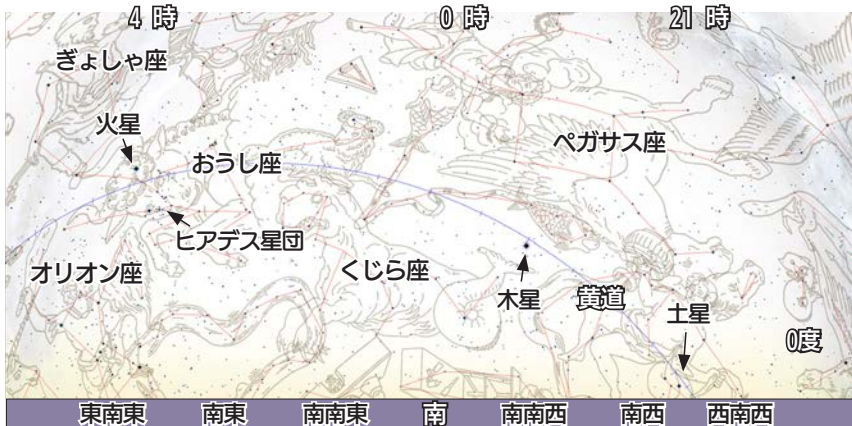 4 時
0 時
21 時
ぎょしゃ座
火星
おうし座
ペガサス座
ヒアデス星団
オリオン座
くじら座
木星
黄道
土星
0度
東南東 南東 南南東 南 南南西 南西 西南西